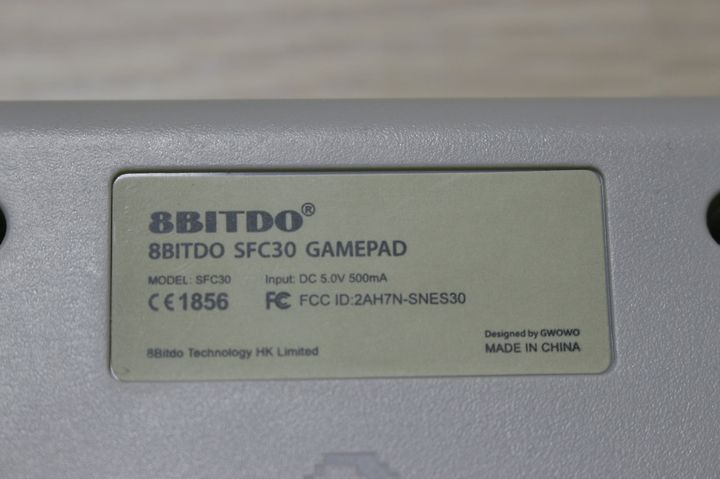 8BITDO®
8BITDO SFC30 GAMEPAD
MODEL: SFC30 Input: DC 5.0V 500mA
CE1856 FC FCC ID:2AH7N-SNES30
Designed by GWOWO
8Bitdo Technology HK Limited MADE IN CHINA